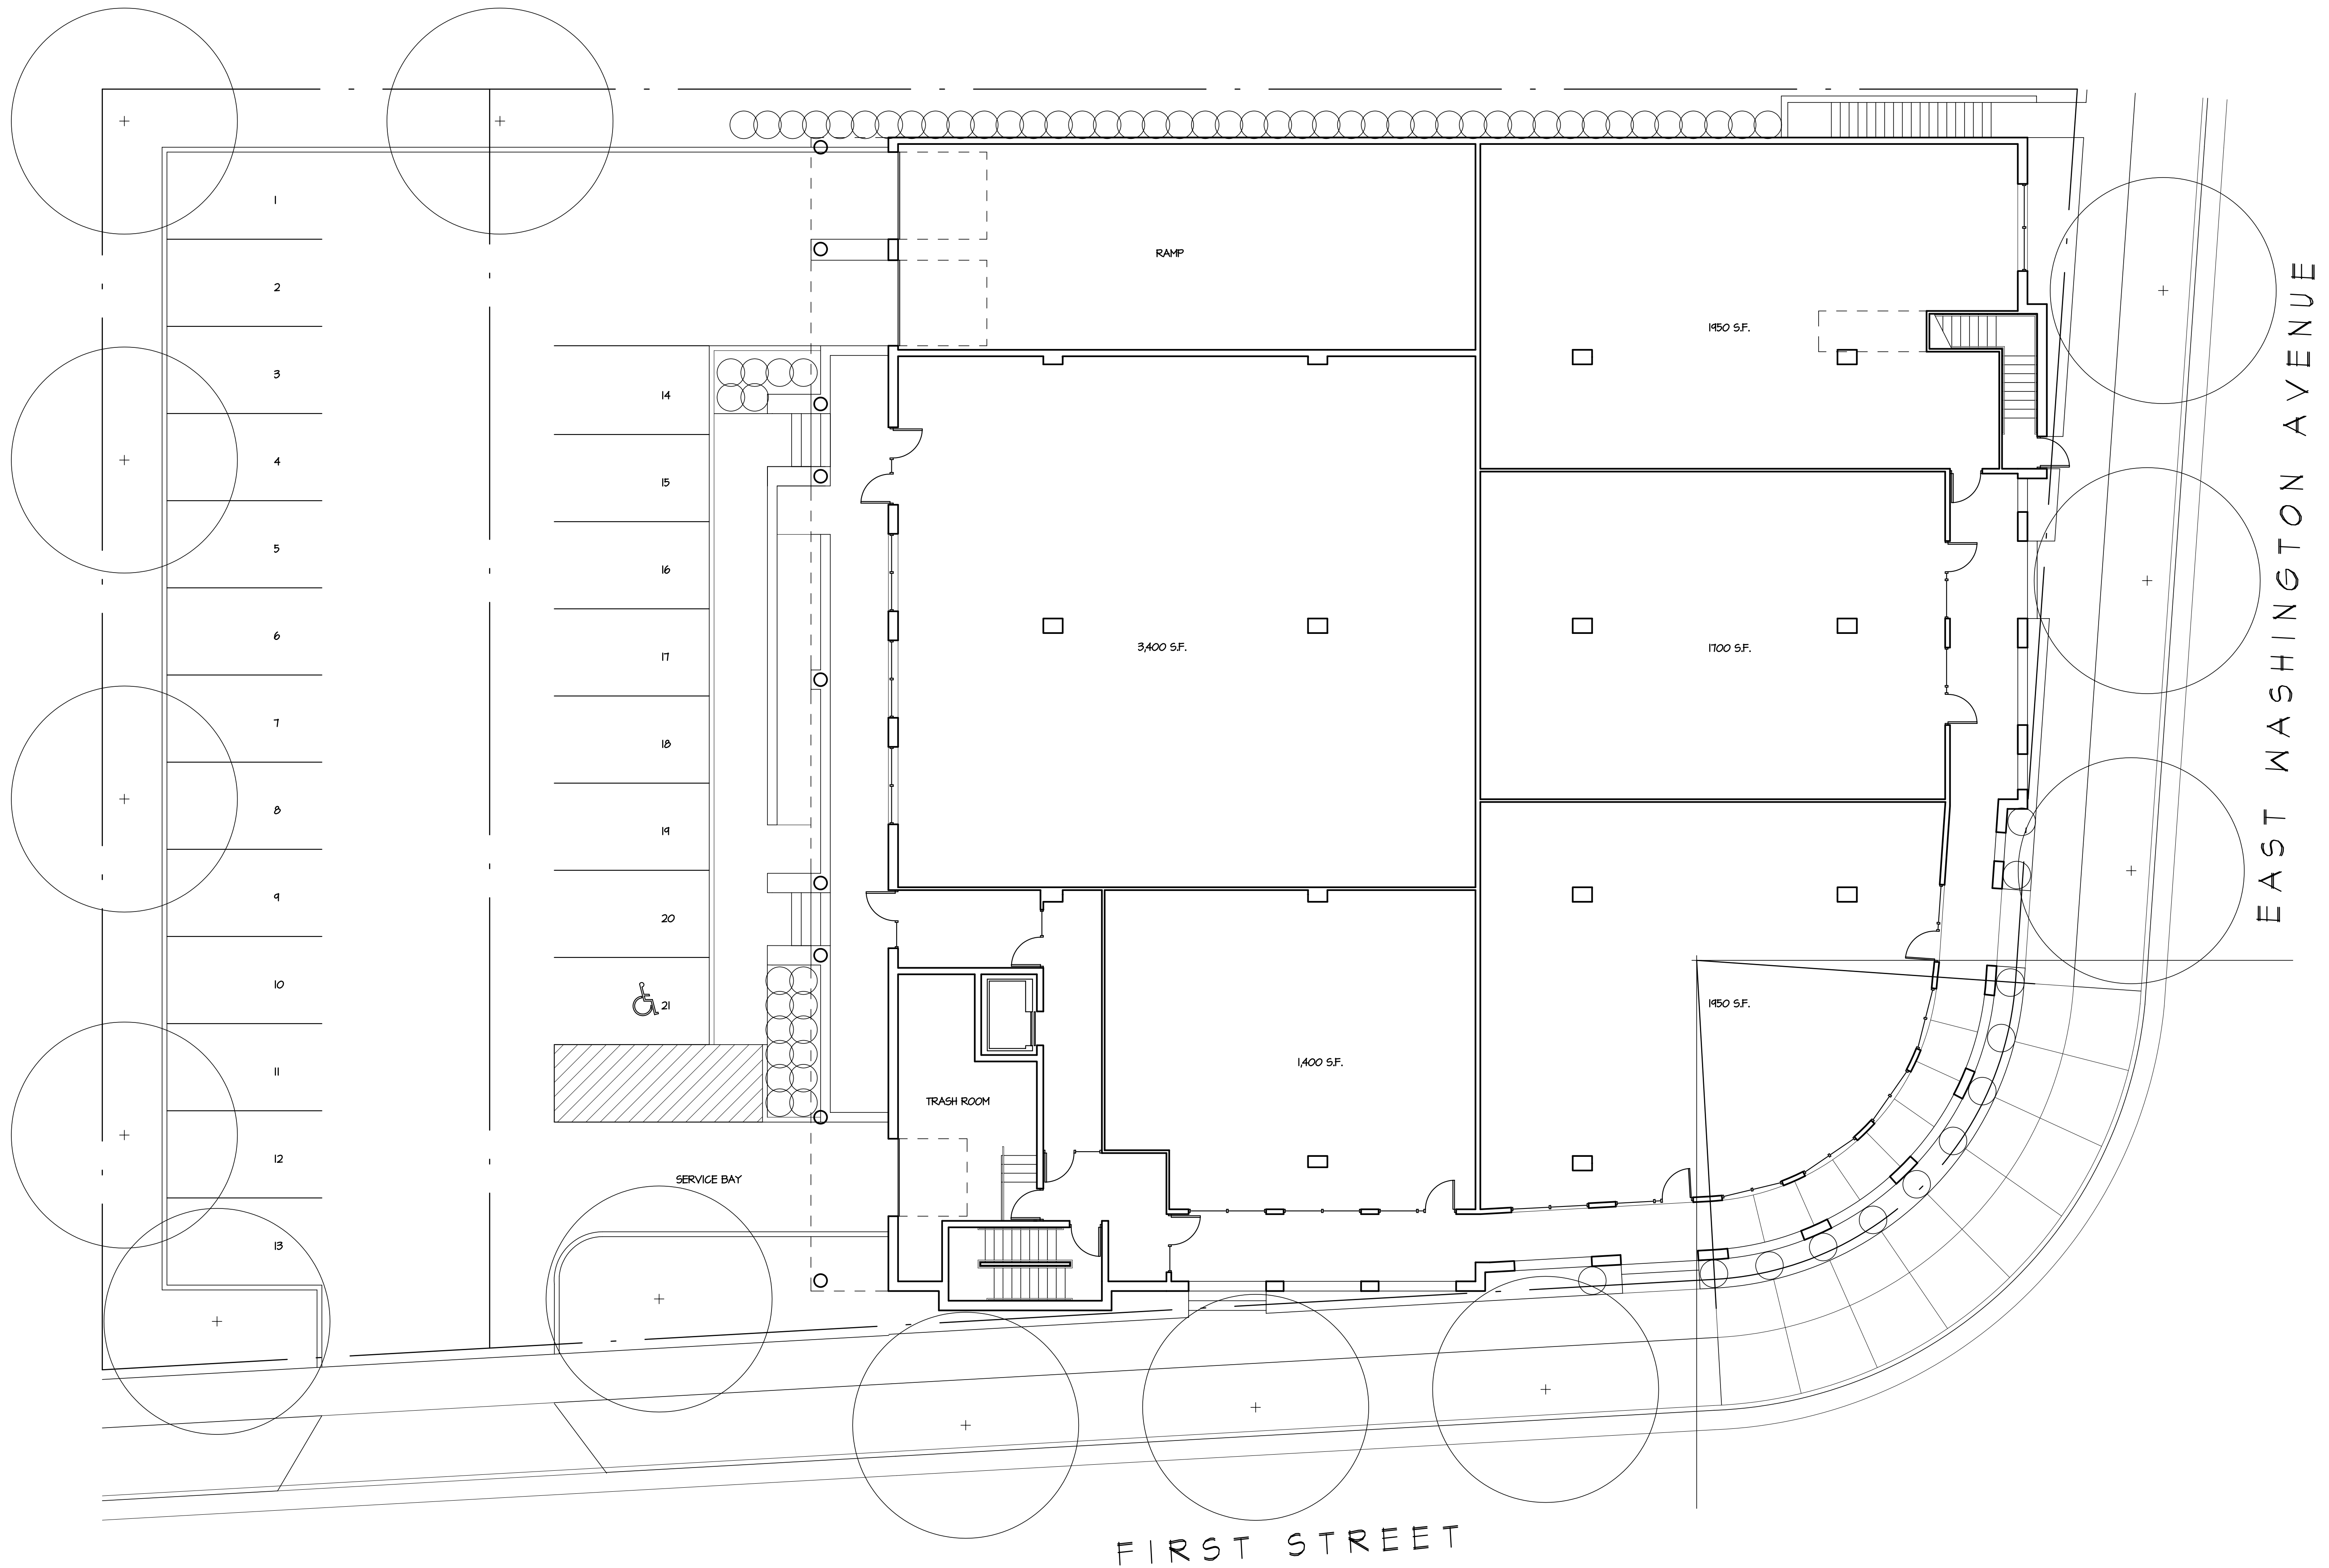 1
2
3
4
5
6
7
8
9
10
11
12
13
14
15
16
17
18
19
20
21
RAMP
1950 S.F.
3,400 S.F.
1700 S.F.
1950 S.F.
1,400 S.F.
TRASH ROOM
SERVICE BAY
EAST WASHINGTON AVENUE
FIRST STREET